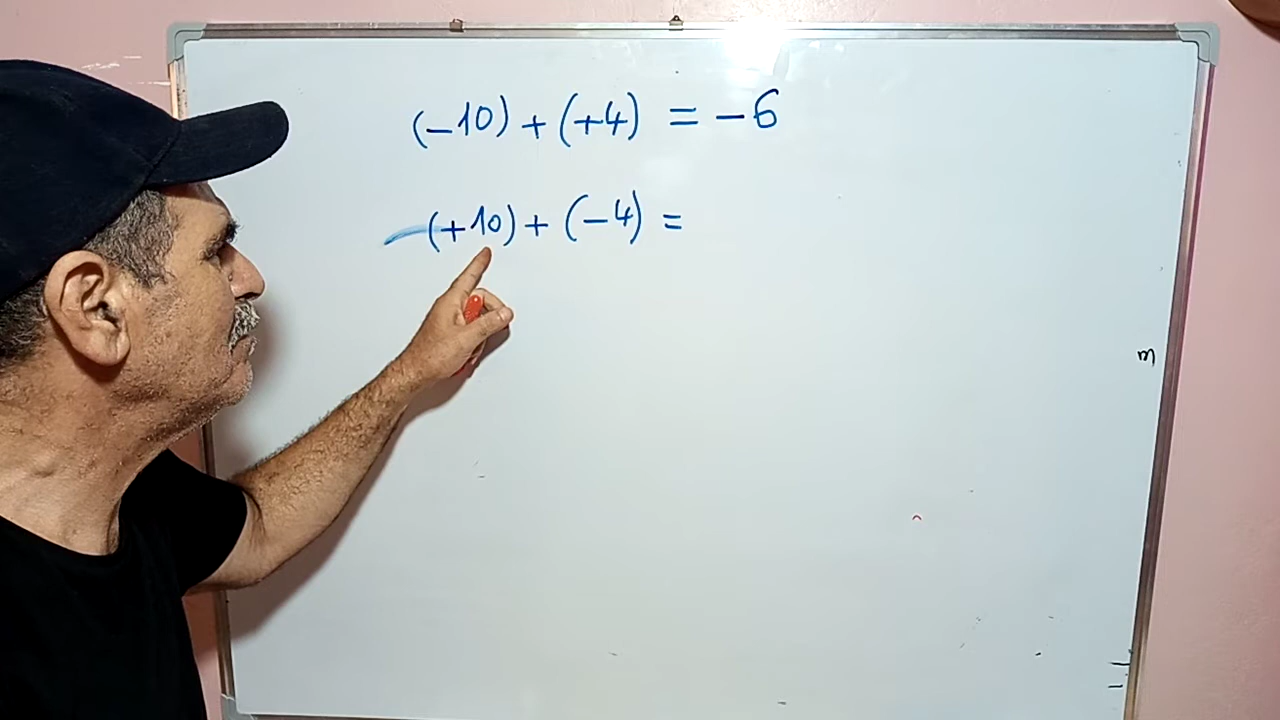 (-10) + (+4) = -6
(+10) + (-4) =
m